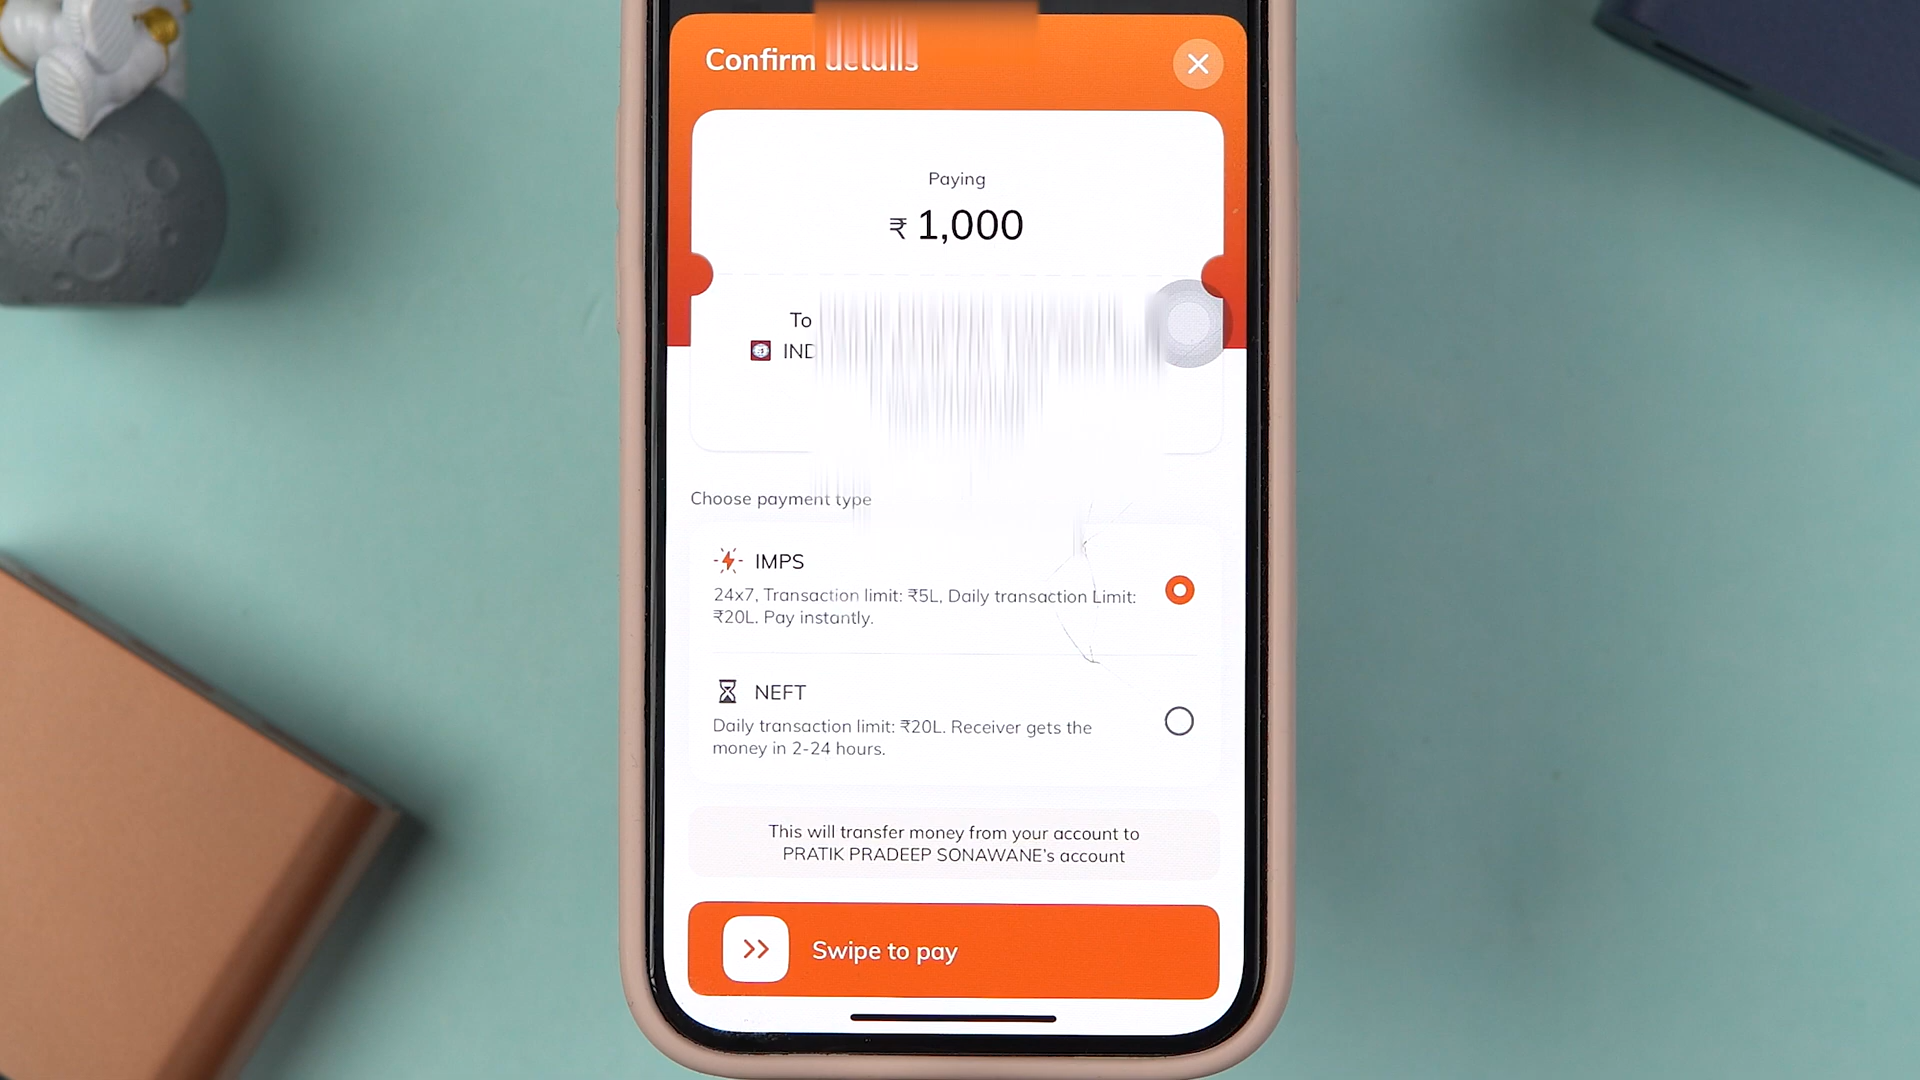 Confirm details
Paying
₹ 1,000
To
IND
Choose payment type
IMPS
24x7, Transaction limit: ₹5L, Daily transaction Limit:
₹20L. Pay instantly.
NEFT
Daily transaction limit: ₹20L. Receiver gets the
money in 2-24 hours.
This will transfer money from your account to
PRATIK PRADEEP SONAWANE's account
Swipe to pay